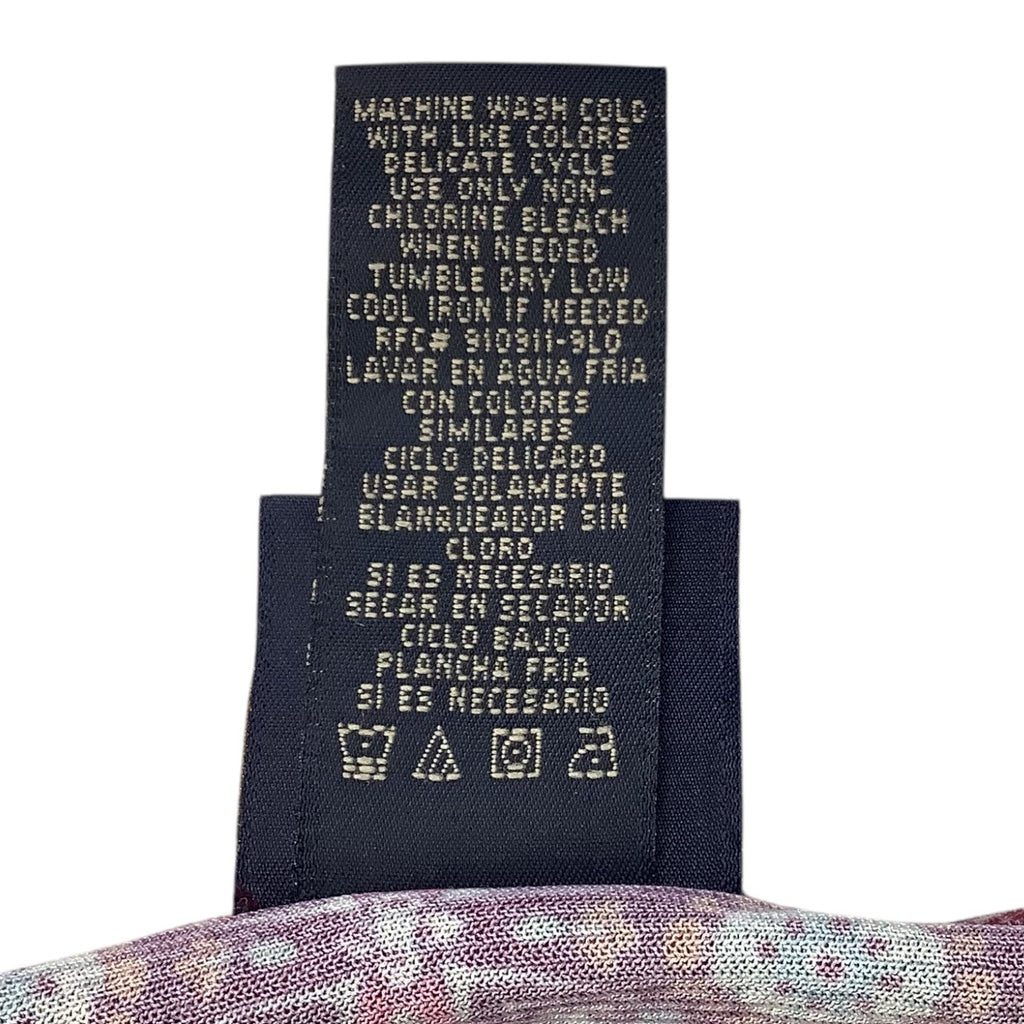 MACHINE WASH COLD
WITH LIKE COLORS
DELICATE CYCLE
USE ONLY NON-
CHLORINE BLEACH
WHEN NEEDED
TUMBLE DRY LOW
COOL IRON IF NEEDED
RFC# 910911-9LD
LAVAR EN AGUA FRIA
CON COLORES
SIMILARES
CICLO DELICADO
USAR SOLAMENTE
BLANQUEADOR SIN
CLORO
SI ES NECESARIO
SECAR EN SECADOR
CICLO BAJO
PLANCHA FRIA
SI ES NECESARIO